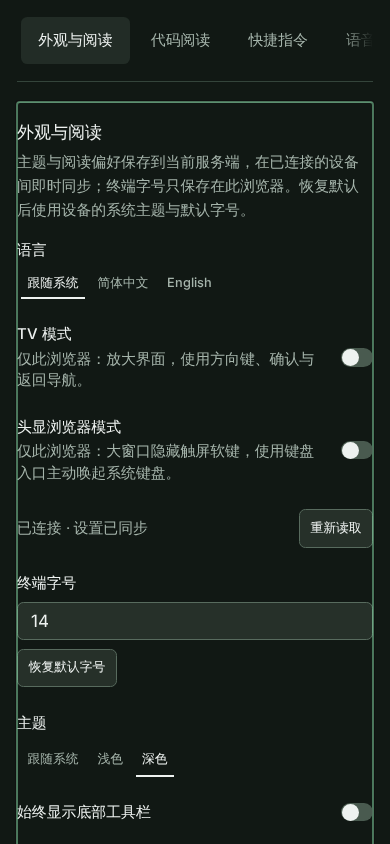 外观与阅读
代码阅读
快捷指令
语言
外观与阅读
主题与阅读偏好保存到当前服务端，在已连接的设备
间即时同步；终端字号只保存在此浏览器。恢复默认
后使用设备的系统主题与默认字号。
语言
跟随系统
简体中文
English
TV 模式
仅此浏览器：放大界面，使用方向键、确认与
返回导航。
头显浏览器模式
仅此浏览器：大窗口隐藏触屏软键，使用键盘
入口主动唤起系统键盘。
已连接 · 设置已同步
重新读取
终端字号
14
恢复默认字号
主题
跟随系统
浅色
深色
始终显示底部工具栏